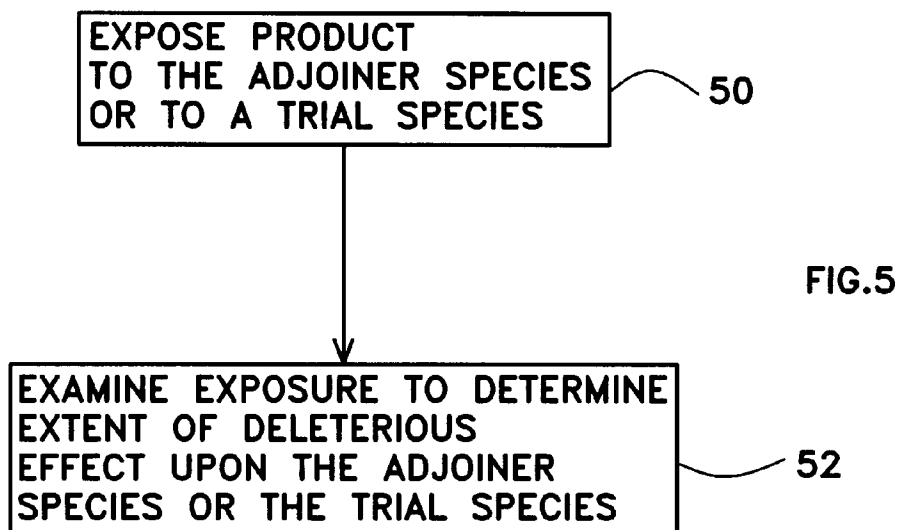 EXPOSE PRODUCT
TO THE ADJOINER SPECIES
OR TO A TRIAL SPECIES
50
FIG.5
EXAMINE EXPOSURE TO DETERMINE
EXTENT OF DELETERIOUS
EFFECT UPON THE ADJOINER
SPECIES OR THE TRIAL SPECIES
52